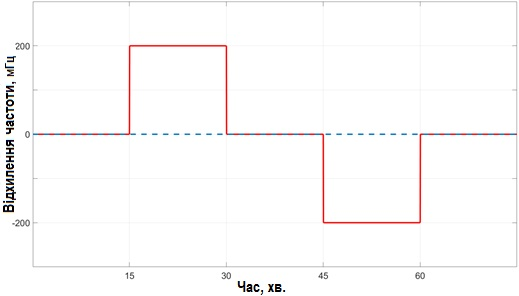 Відхилення частоти, мГц
200
0
-200
15 30 45 60
Час, хв.